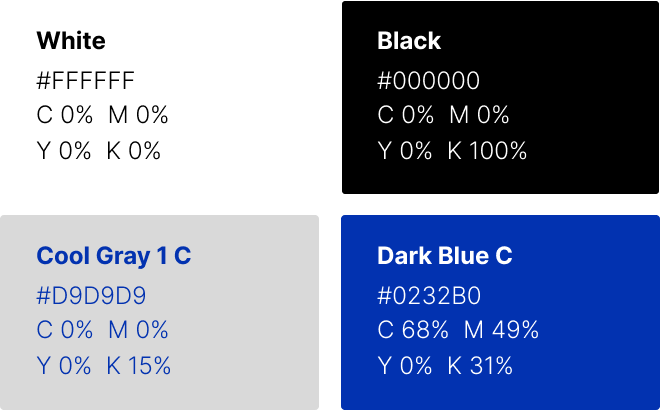 White
#FFFFFF
C 0%  M 0%
Y 0%  K 0%
Black
#000000
C 0%  M 0%
Y 0%  K 100%
Cool Gray 1 C
#D9D9D9
C 0%  M 0%
Y 0%  K 15%
Dark Blue C
#0232B0
C 68%  M 49%
Y 0%  K 31%